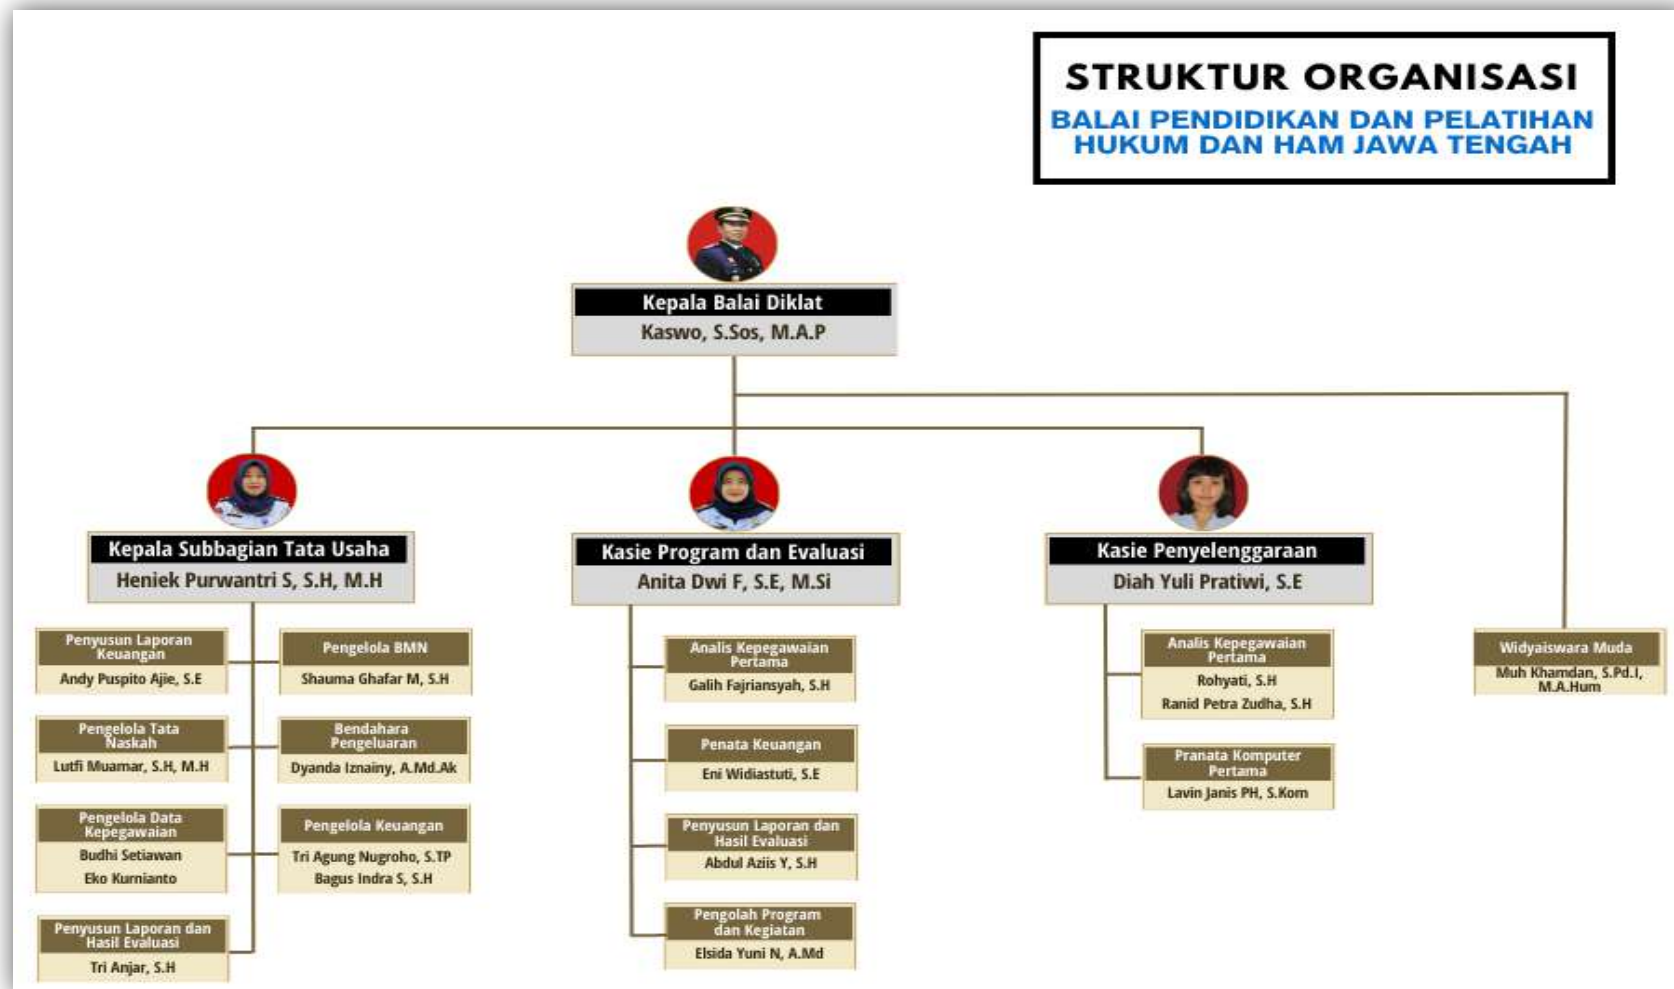 STRUKTUR ORGANISASI
BALAI PENDIDIKAN DAN PELATIHAN
HUKUM DAN HAM JAWA TENGAH
Kepala Balai Diklat
Kaswo, S.Sos, M.A.P
Kepala Subbagian Tata Usaha
Heniek Purwantri S, S.H, M.H
Penyusun Laporan
Keuangan
Andy Puspito Ajie, S.E
Pengelola BMN
Shauma Ghafar M, S.H
Pengelola Tata
Naskah
Lutfi Muamar, S.H, M.H
Bendahara
Pengeluaran
Dyanda Iznainy, A.Md.Ak
Pengelola Data
Kepegawaian
Budhi Setiawan
Eko Kurnianto
Pengelola Keuangan
Tri Agung Nugroho, S.TP
Bagus Indra S, S.H
Penyusun Laporan dan
Hasil Evaluasi
Tri Anjar, S.H
Kasie Program dan Evaluasi
Anita Dwi F, S.E, M.Si
Analis Kepegawaian
Pertama
Galih Fajriansyah, S.H
Penata Keuangan
Eni Widiastuti, S.E
Penyusun Laporan dan
Hasil Evaluasi
Abdul Aziis Y, S.H
Pengolah Program
dan Kegiatan
Elsida Yuni N, A.Md
Kasie Penyelenggaraan
Diah Yuli Pratiwi, S.E
Analis Kepegawaian
Pertama
Rohyati, S.H
Ranid Petra Zudha, S.H
Pranata Komputer
Pertama
Lavin Janis PH, S.Kom
Widyaiswara Muda
Muh Khamdan, S.Pd.I,
M.A.Hum